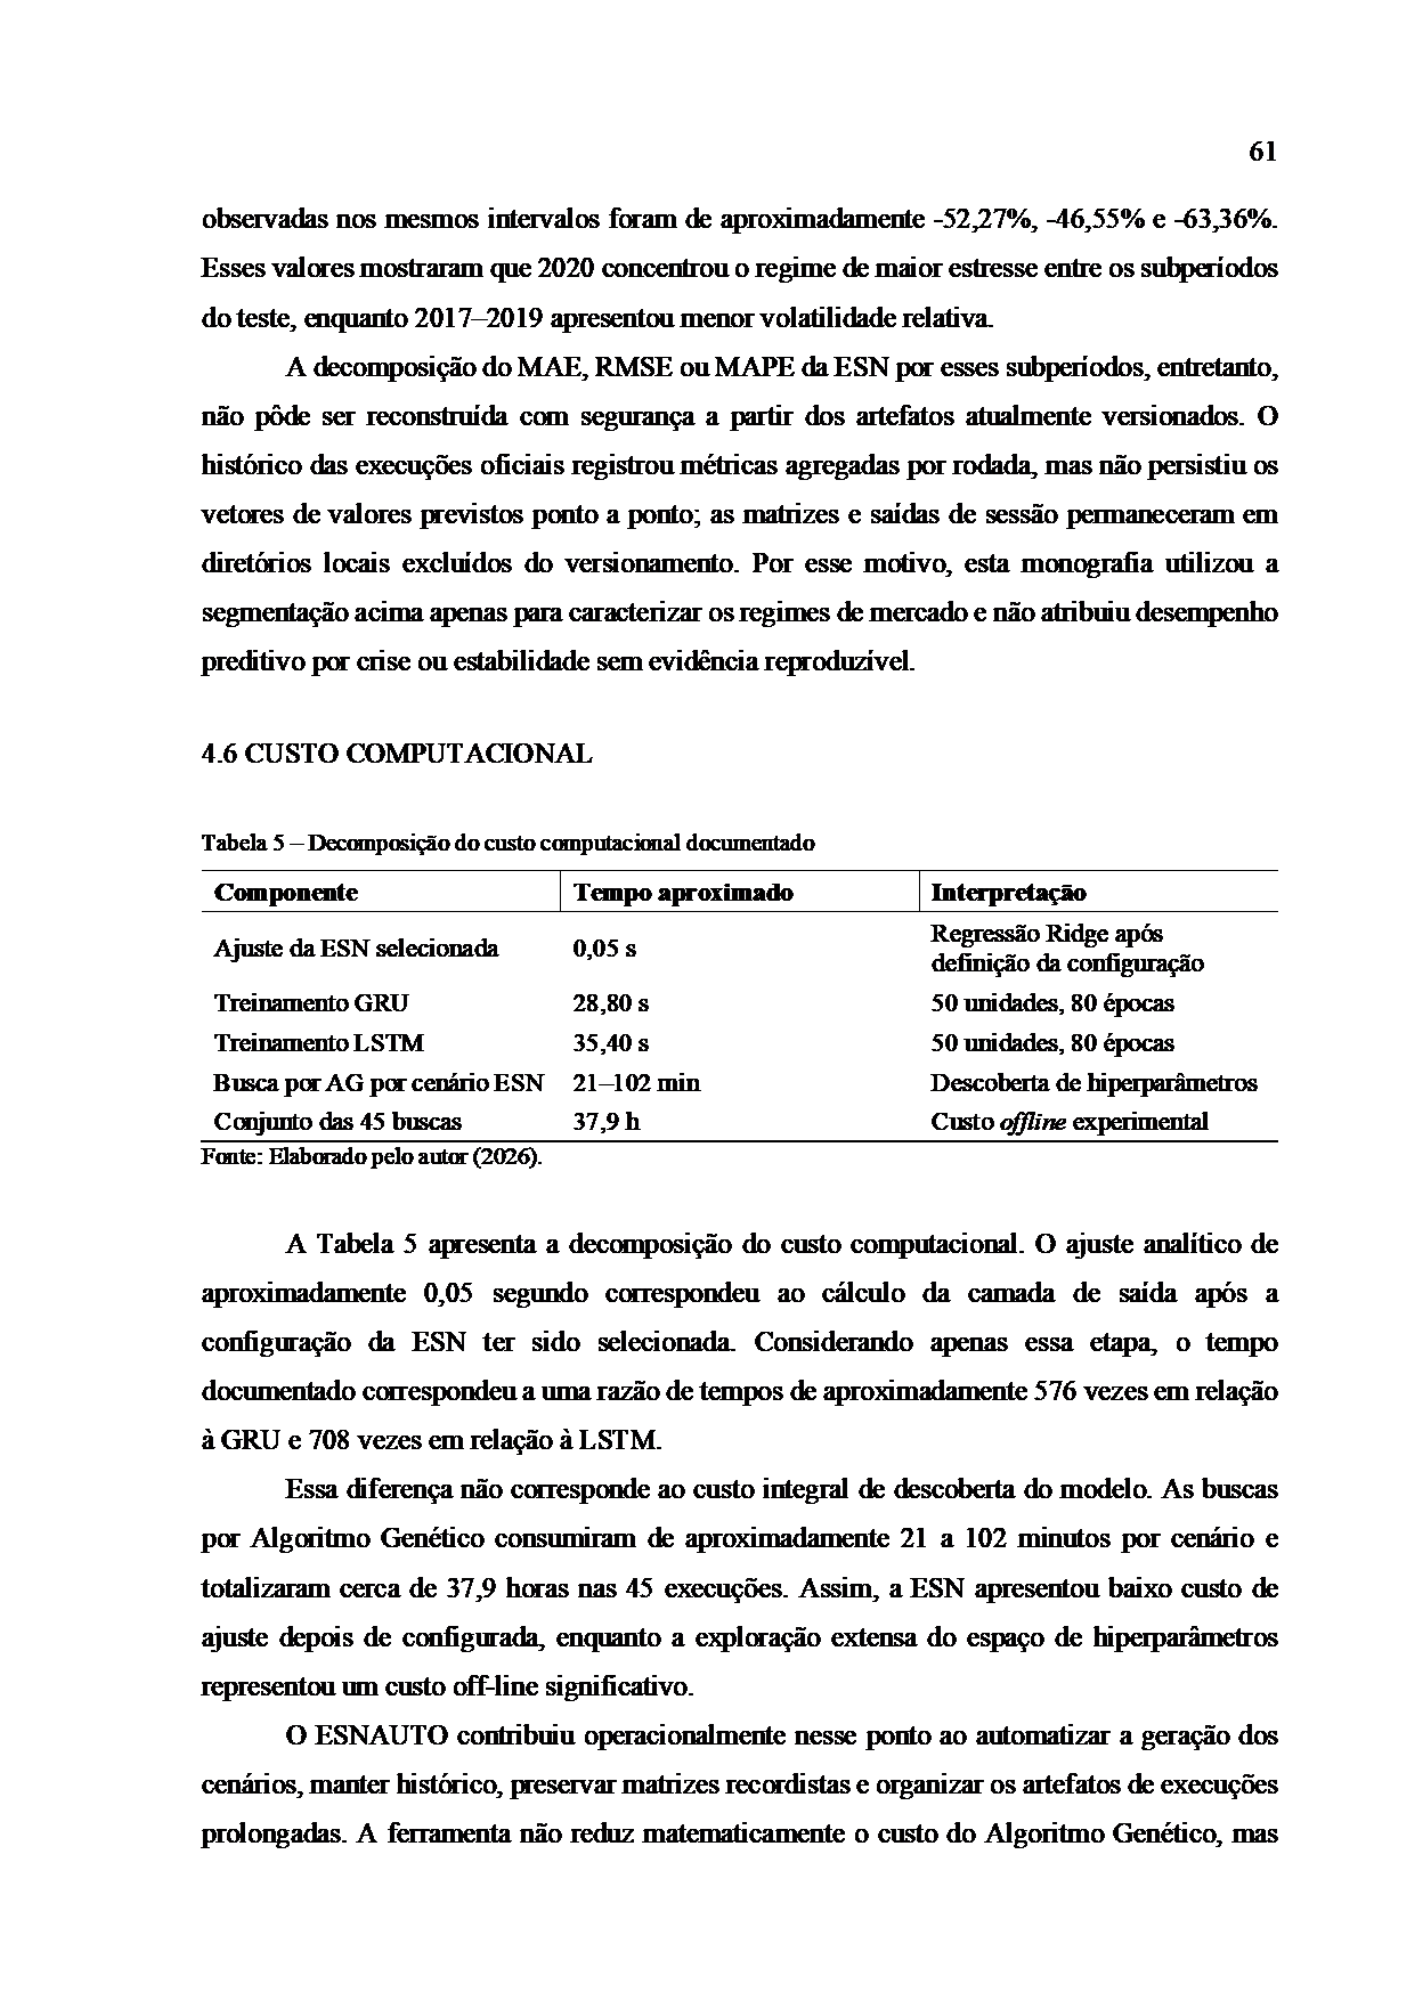 61
observadas nos mesmos intervalos foram de aproximadamente -52,27%, -46,55% e -63,36%.
Esses valores mostraram que 2020 concentrou o regime de maior estresse entre os subperíodos
do teste, enquanto 2017–2019 apresentou menor volatilidade relativa.
A decomposição do MAE, RMSE ou MAPE da ESN por esses subperíodos, entretanto,
não pôde ser reconstruída com segurança a partir dos artefatos atualmente versionados. O
histórico das execuções oficiais registrou métricas agregadas por rodada, mas não persistiu os
vetores de valores previstos ponto a ponto; as matrizes e saídas de sessão permaneceram em
diretórios locais excluídos do versionamento. Por esse motivo, esta monografia utilizou a
segmentação acima apenas para caracterizar os regimes de mercado e não atribuiu desempenho
preditivo por crise ou estabilidade sem evidência reproduzível.
4.6 CUSTO COMPUTACIONAL
Tabela 5 – Decomposição do custo computacional documentado
Componente Tempo aproximado Interpretação
Ajuste da ESN selecionada 0,05 s Regressão Ridge após
definição da configuração
Treinamento GRU 28,80 s 50 unidades, 80 épocas
Treinamento LSTM 35,40 s 50 unidades, 80 épocas
Busca por AG por cenário ESN 21–102 min Descoberta de hiperparâmetros
Conjunto das 45 buscas 37,9 h Custo offline experimental
Fonte: Elaborado pelo autor (2026).
A Tabela 5 apresenta a decomposição do custo computacional. O ajuste analítico de
aproximadamente 0,05 segundo correspondeu ao cálculo da camada de saída após a
configuração da ESN ter sido selecionada. Considerando apenas essa etapa, o tempo
documentado correspondeu a uma razão de tempos de aproximadamente 576 vezes em relação
à GRU e 708 vezes em relação à LSTM.
Essa diferença não corresponde ao custo integral de descoberta do modelo. As buscas
por Algoritmo Genético consumiram de aproximadamente 21 a 102 minutos por cenário e
totalizaram cerca de 37,9 horas nas 45 execuções. Assim, a ESN apresentou baixo custo de
ajuste depois de configurada, enquanto a exploração extensa do espaço de hiperparâmetros
representou um custo off-line significativo.
O ESNAUTO contribuiu operacionalmente nesse ponto ao automatizar a geração dos
cenários, manter histórico, preservar matrizes recordistas e organizar os artefatos de execuções
prolongadas. A ferramenta não reduz matematicamente o custo do Algoritmo Genético, mas